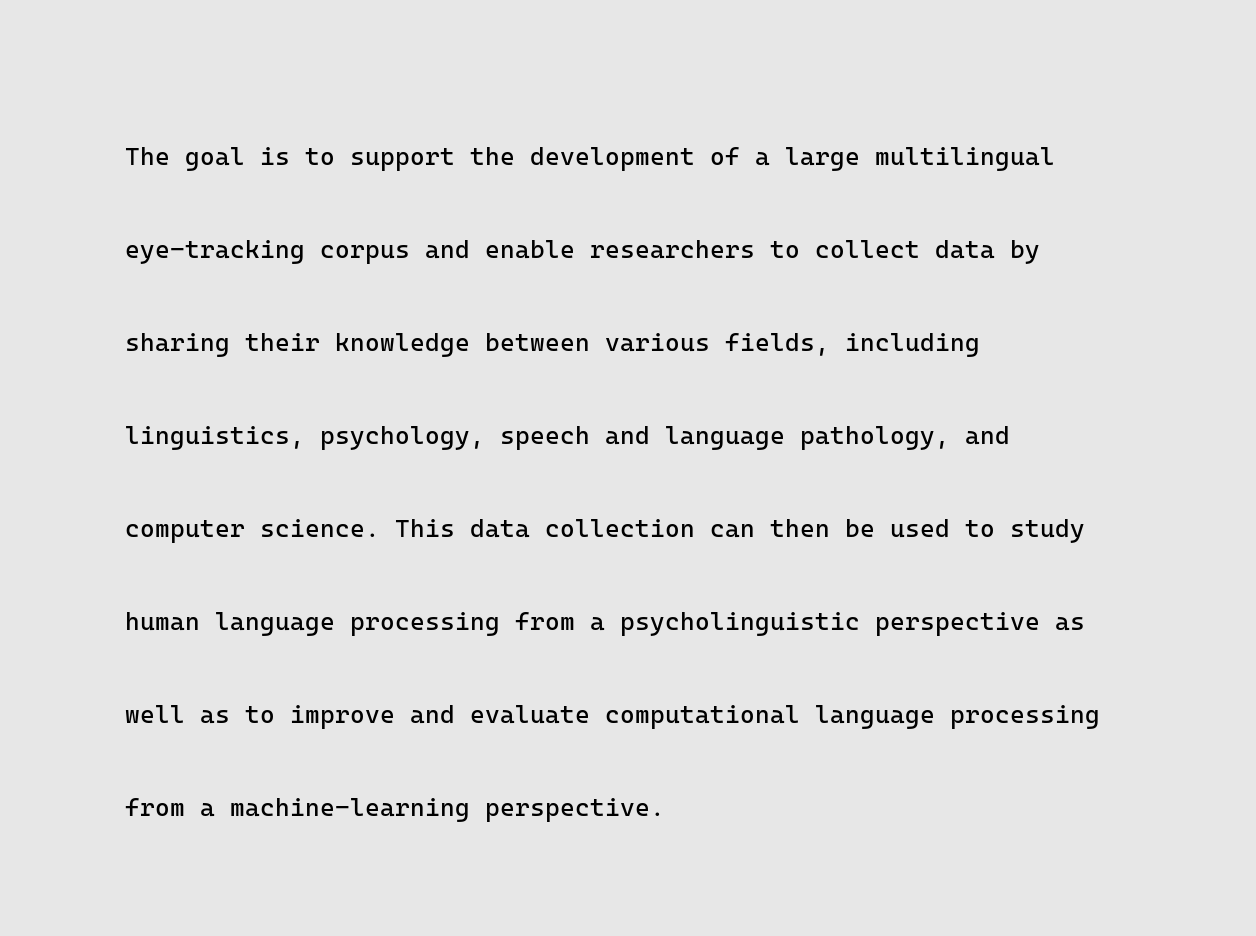 The goal is to support the development of a large multilingual
eye-tracking corpus and enable researchers to collect data by
sharing their knowledge between various fields, including
linguistics, psychology, speech and language pathology, and
computer science. This data collection can then be used to study
human language processing from a psycholinguistic perspective as
well as to improve and evaluate computational language processing
from a machine-learning perspective.